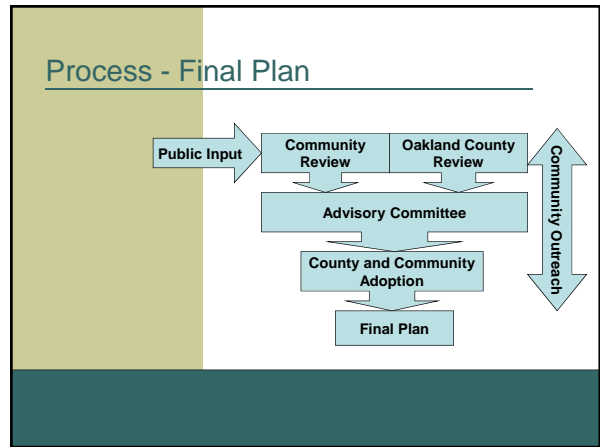 Process - Final Plan
Public Input
Community
Review
Oakland County
Review
Advisory Committee
County and Community
Adoption
Final Plan
Community Outreach